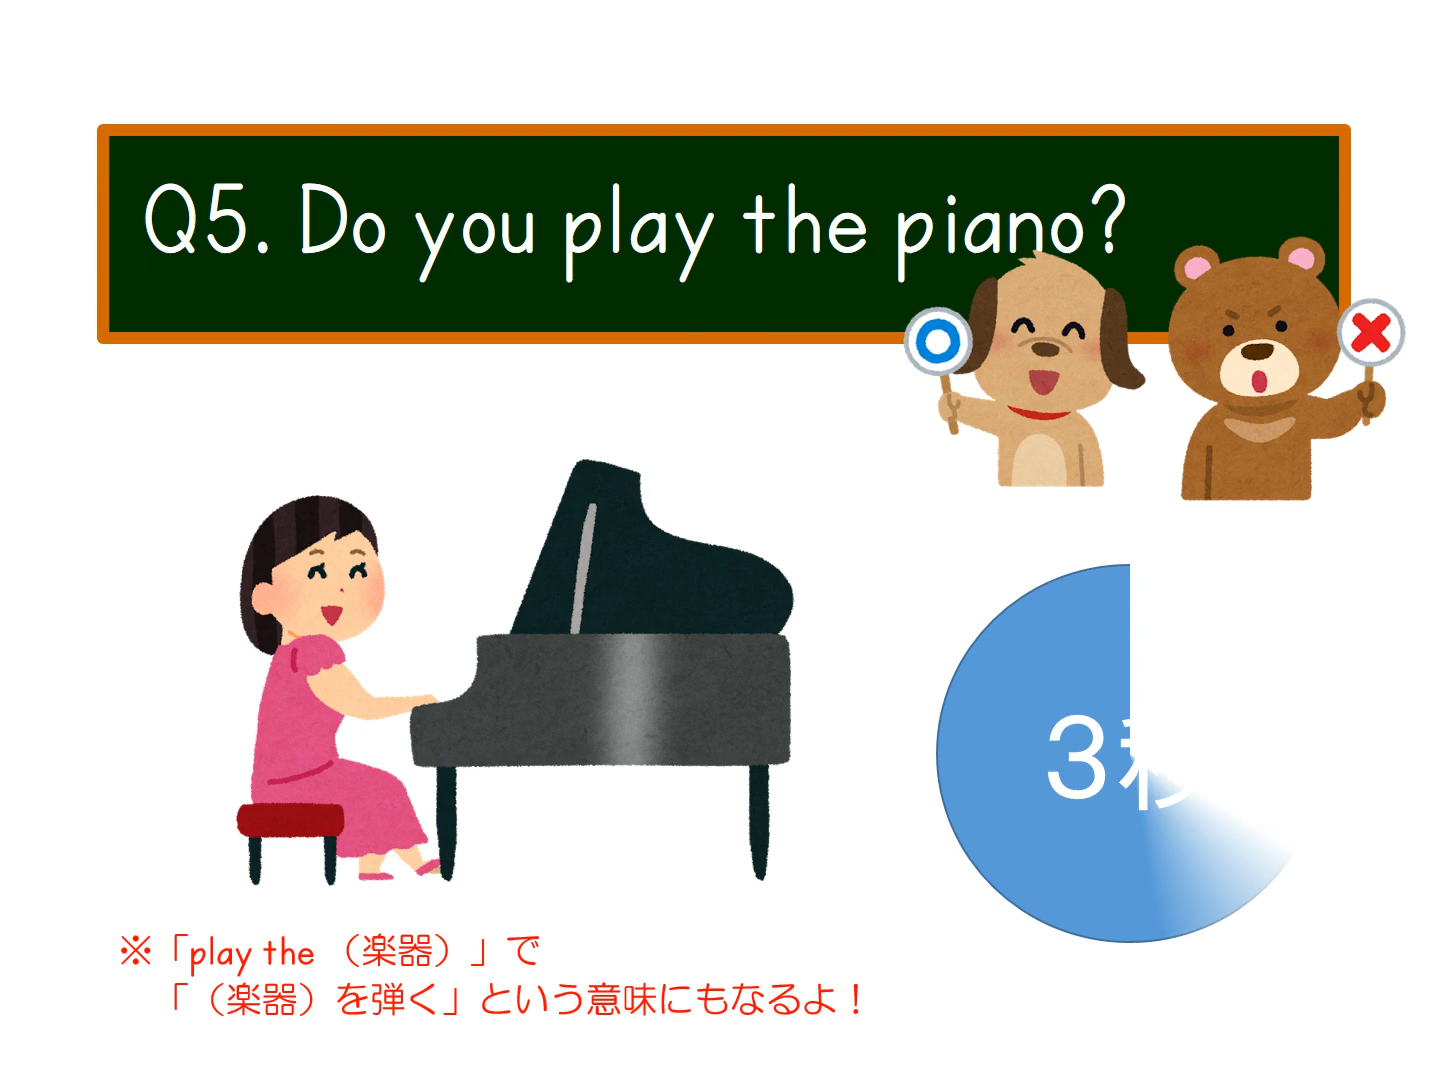 Q5. Do you play the piano?
3秒
※「play the （楽器）」で
「（楽器）を弾く」という意味にもなるよ！